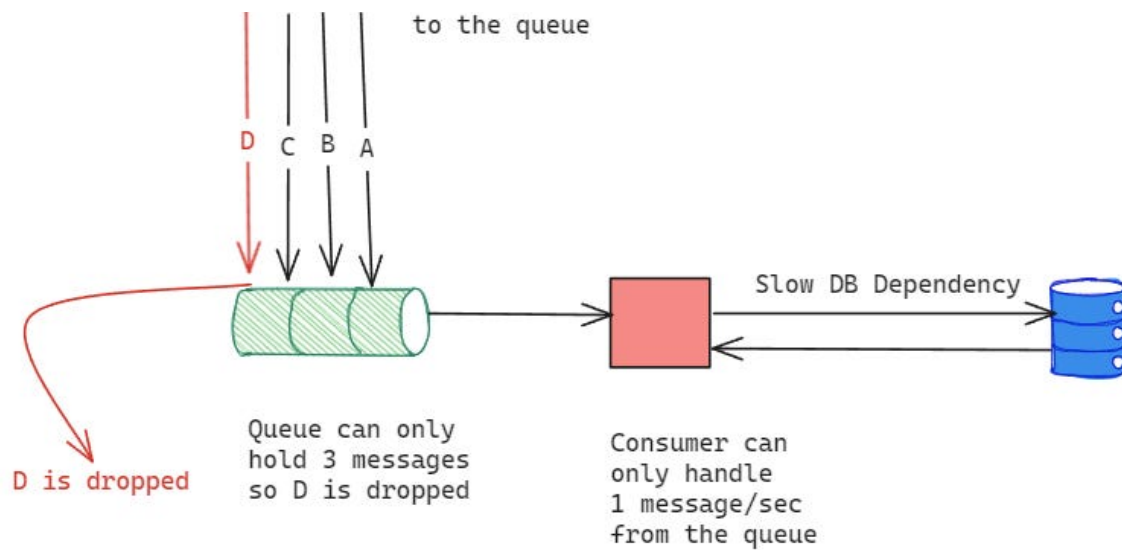 to the queue
D
C
B
A
Slow DB Dependency
Queue can only
hold 3 messages
so D is dropped
D is dropped
Consumer can
only handle
1 message/sec
from the queue